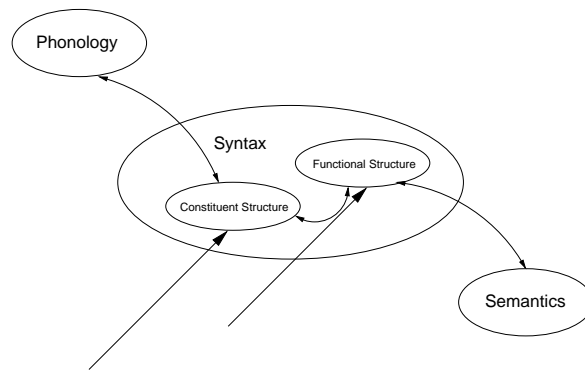 Phonology
Syntax
Functional Structure
Constituent Structure
Semantics